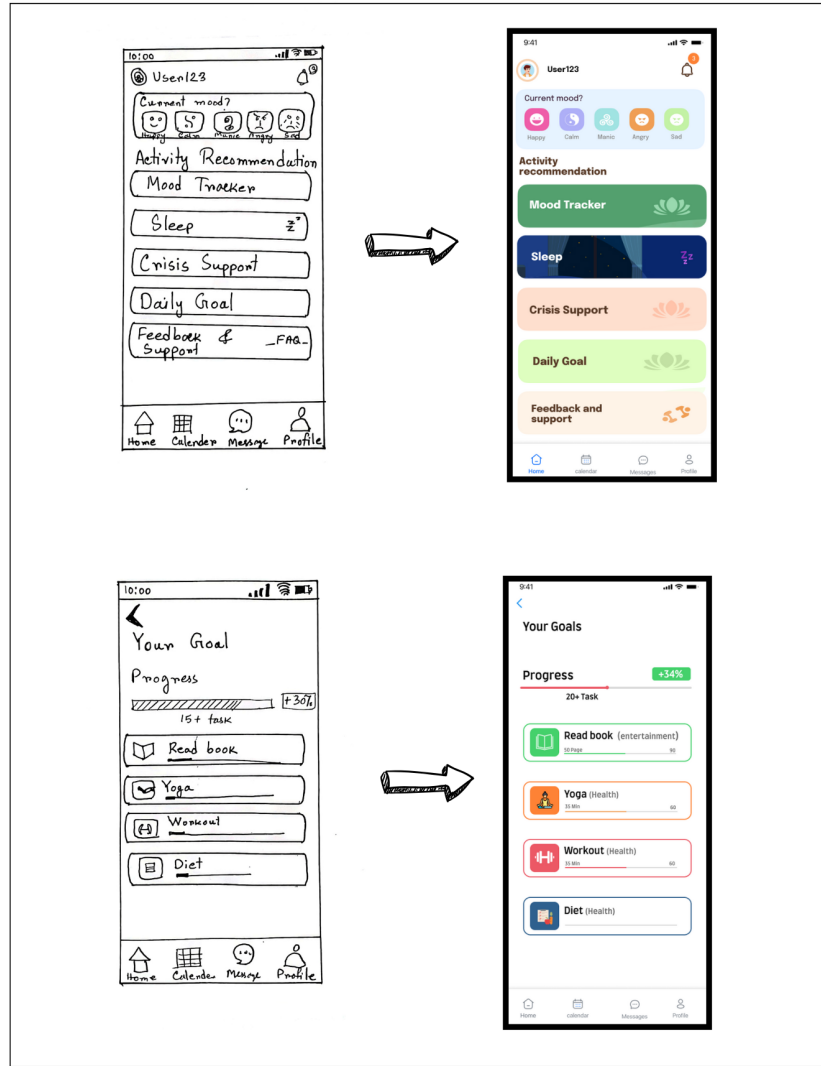 10:00
User123
Current mood?
Happy Calm Manic Angry Sad
Activity Recommendation
Mood Tracker
Sleep zzz
Crisis Support
Daily Goal
Feedback & _FAQ_
Support
Home Calender Message Profile
9:41
User123
Current mood?
Happy Calm Manic Angry Sad
Activity
recommendation
Mood Tracker
Sleep
Crisis Support
Daily Goal
Feedback and
support
Home calendar Messages Profile
10:00
Your Goal
Progress
+30%
15+ task
Read book
Yoga
Workout
Diet
Home Calender Message Profile
9:41
Your Goals
Progress +34%
20+ Task
Read book (entertainment)
50 Page 90
Yoga (Health)
35 Min 60
Workout (Health)
35 Min 60
Diet (Health)
Home calendar Messages Profile